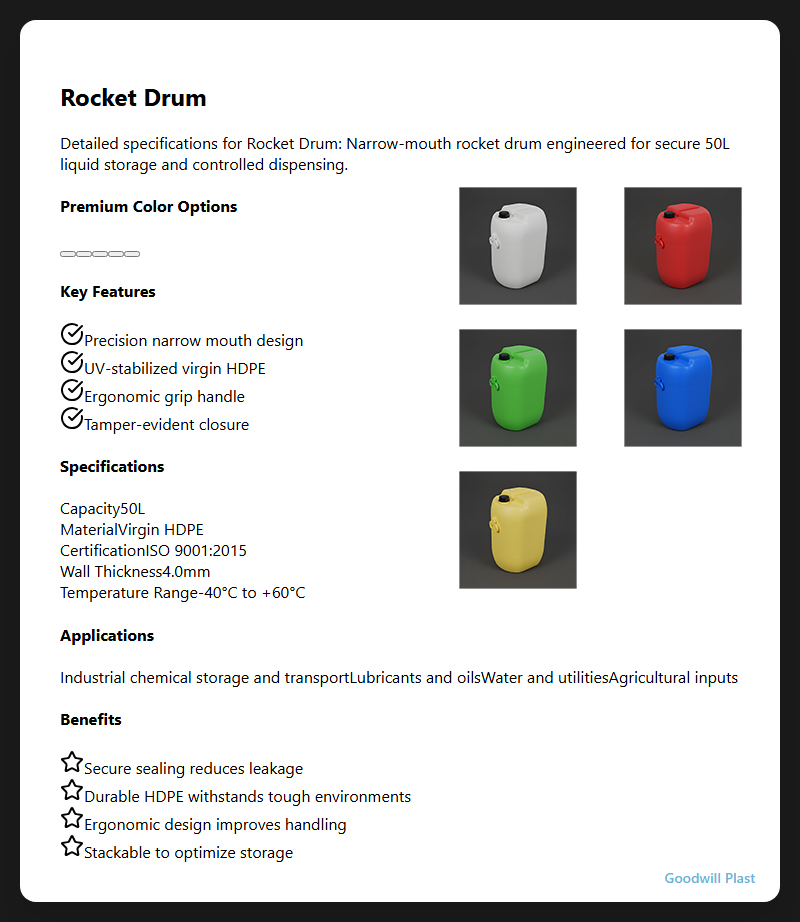 Rocket Drum
Detailed specifications for Rocket Drum: Narrow-mouth rocket drum engineered for secure 50L
liquid storage and controlled dispensing.
Premium Color Options
Key Features
Precision narrow mouth design
UV-stabilized virgin HDPE
Ergonomic grip handle
Tamper-evident closure
Specifications
Capacity50L
MaterialVirgin HDPE
CertificationISO 9001:2015
Wall Thickness4.0mm
Temperature Range-40°C to +60°C
Applications
Industrial chemical storage and transportLubricants and oilsWater and utilitiesAgricultural inputs
Benefits
Secure sealing reduces leakage
Durable HDPE withstands tough environments
Ergonomic design improves handling
Stackable to optimize storage
Goodwill Plast